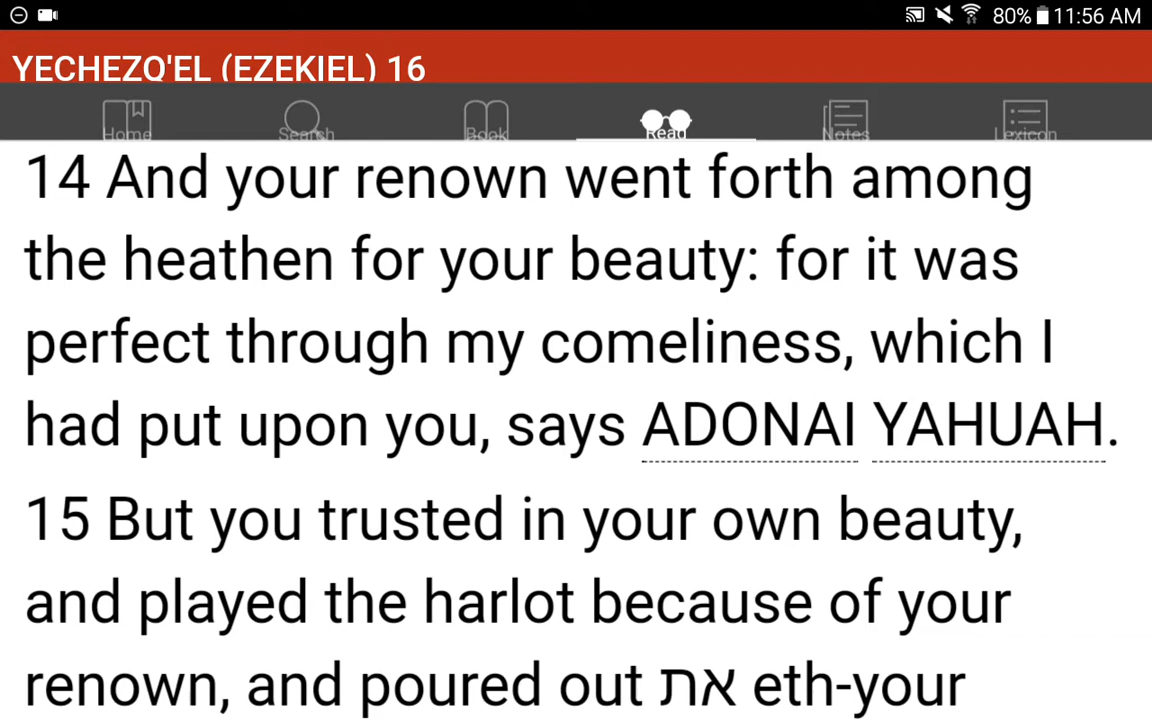 80% 11:56 AM
YECHEZQ'EL (EZEKIEL) 16
Home Search Book Read Notes Lexicon
14 And your renown went forth among
the heathen for your beauty: for it was
perfect through my comeliness, which I
had put upon you, says ADONAI YAHUAH.
15 But you trusted in your own beauty,
and played the harlot because of your
renown, and poured out את eth-your